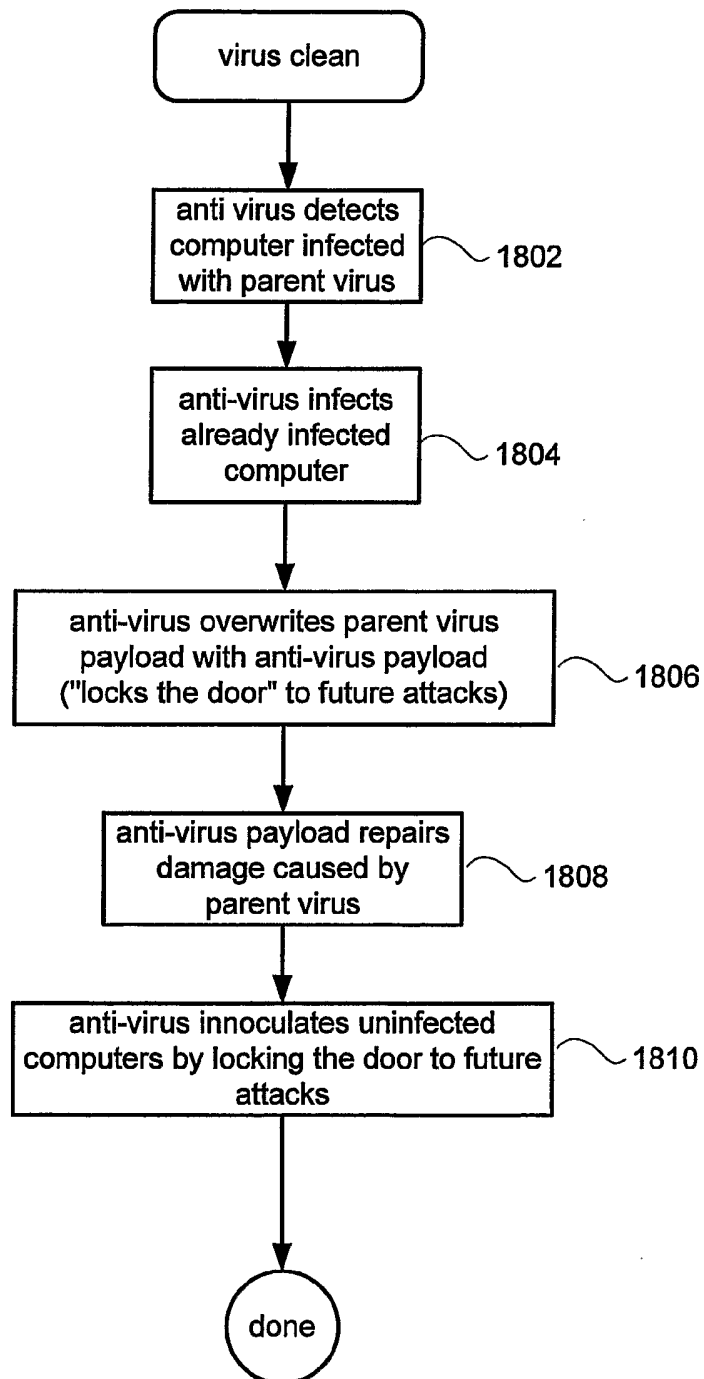 virus clean
anti virus detects
computer infected
with parent virus
1802
anti-virus infects
already infected
computer
1804
anti-virus overwrites parent virus
payload with anti-virus payload
("locks the door" to future attacks)
1806
anti-virus payload repairs
damage caused by
parent virus
1808
anti-virus innoculates uninfected
computers by locking the door to future
attacks
1810
done